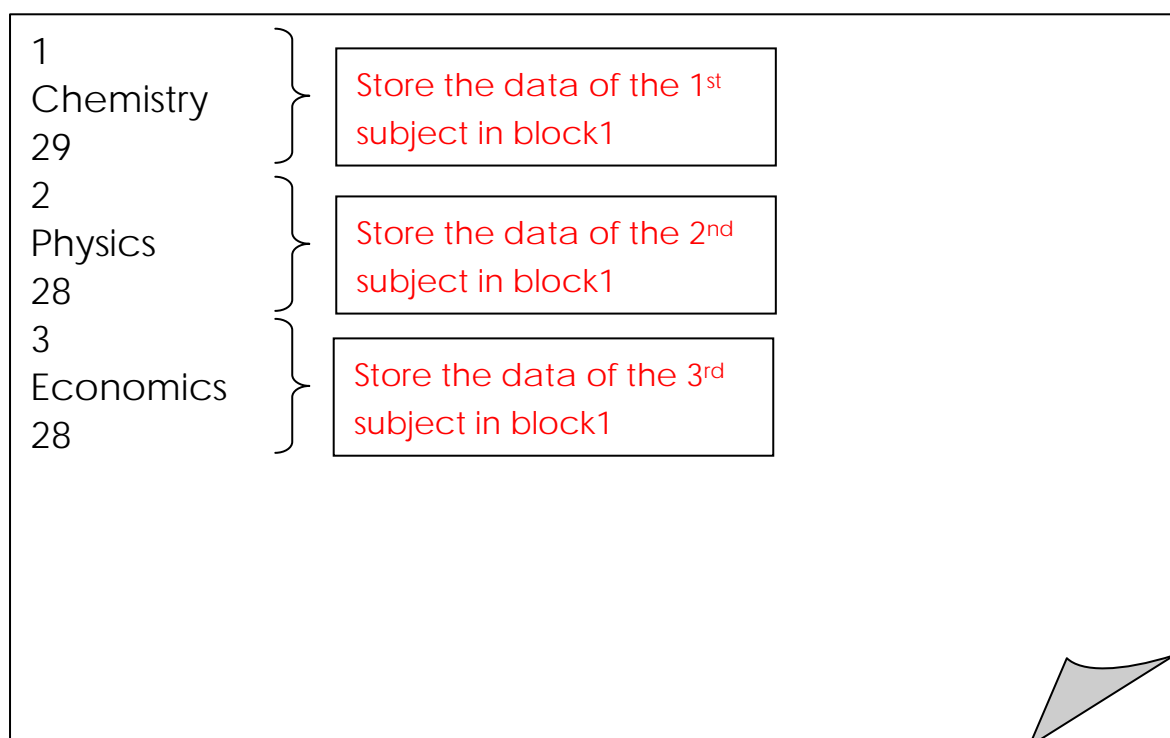 1
Chemistry
29
Store the data of the 1st
subject in block1
2
Physics
28
Store the data of the 2nd
subject in block1
3
Economics
28
Store the data of the 3rd
subject in block1